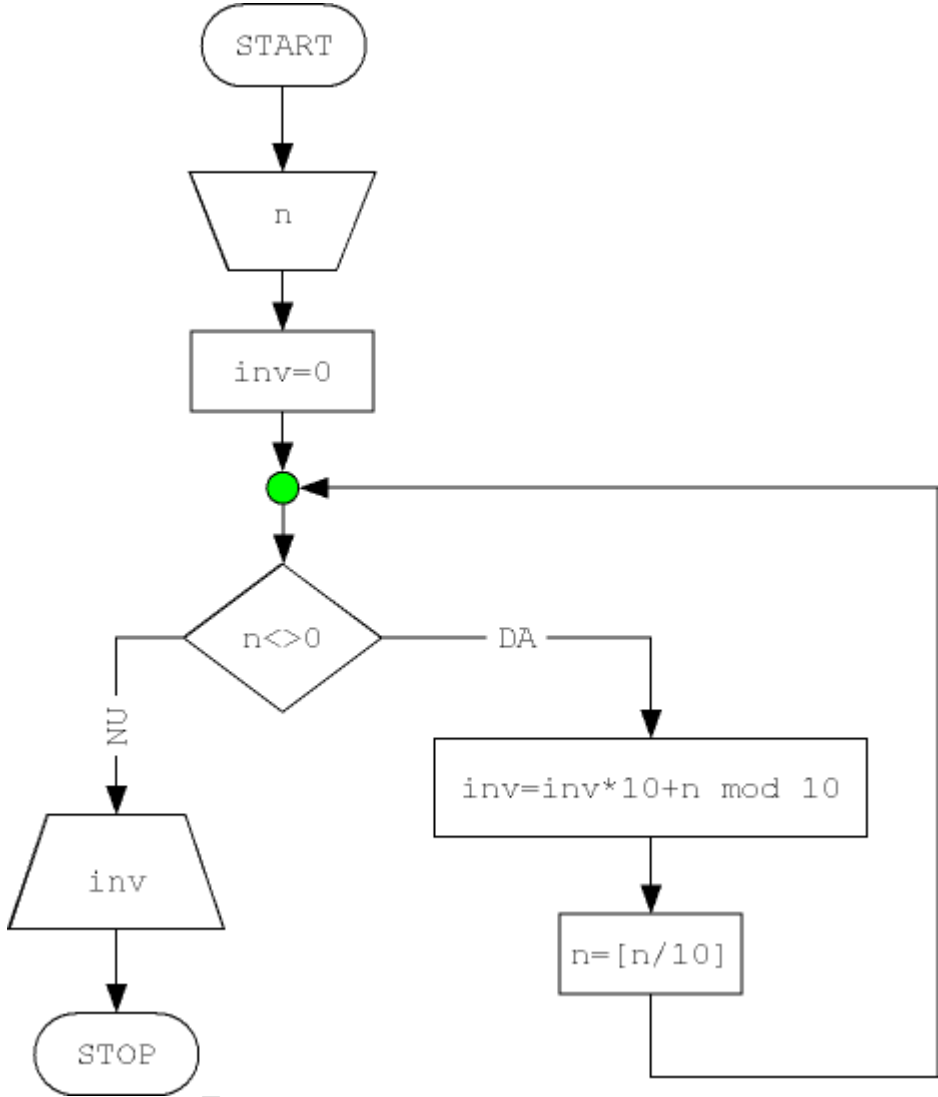 START
n
inv=0
n<>0
DA
NU
inv=inv*10+n mod 10
inv
n=[n/10]
STOP